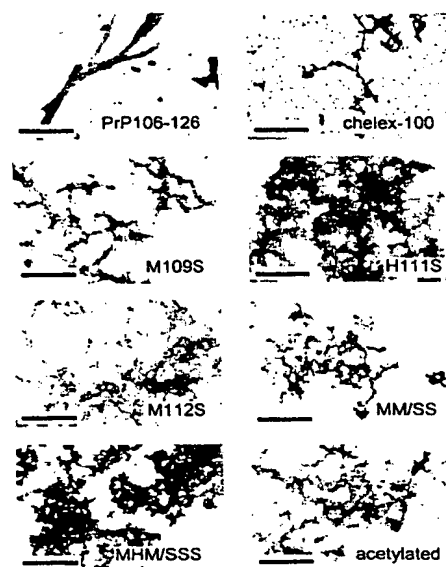 PrP106-126
chelex-100
M109S
H111S
M112S
MM/SS
MHM/SSS
acetylated